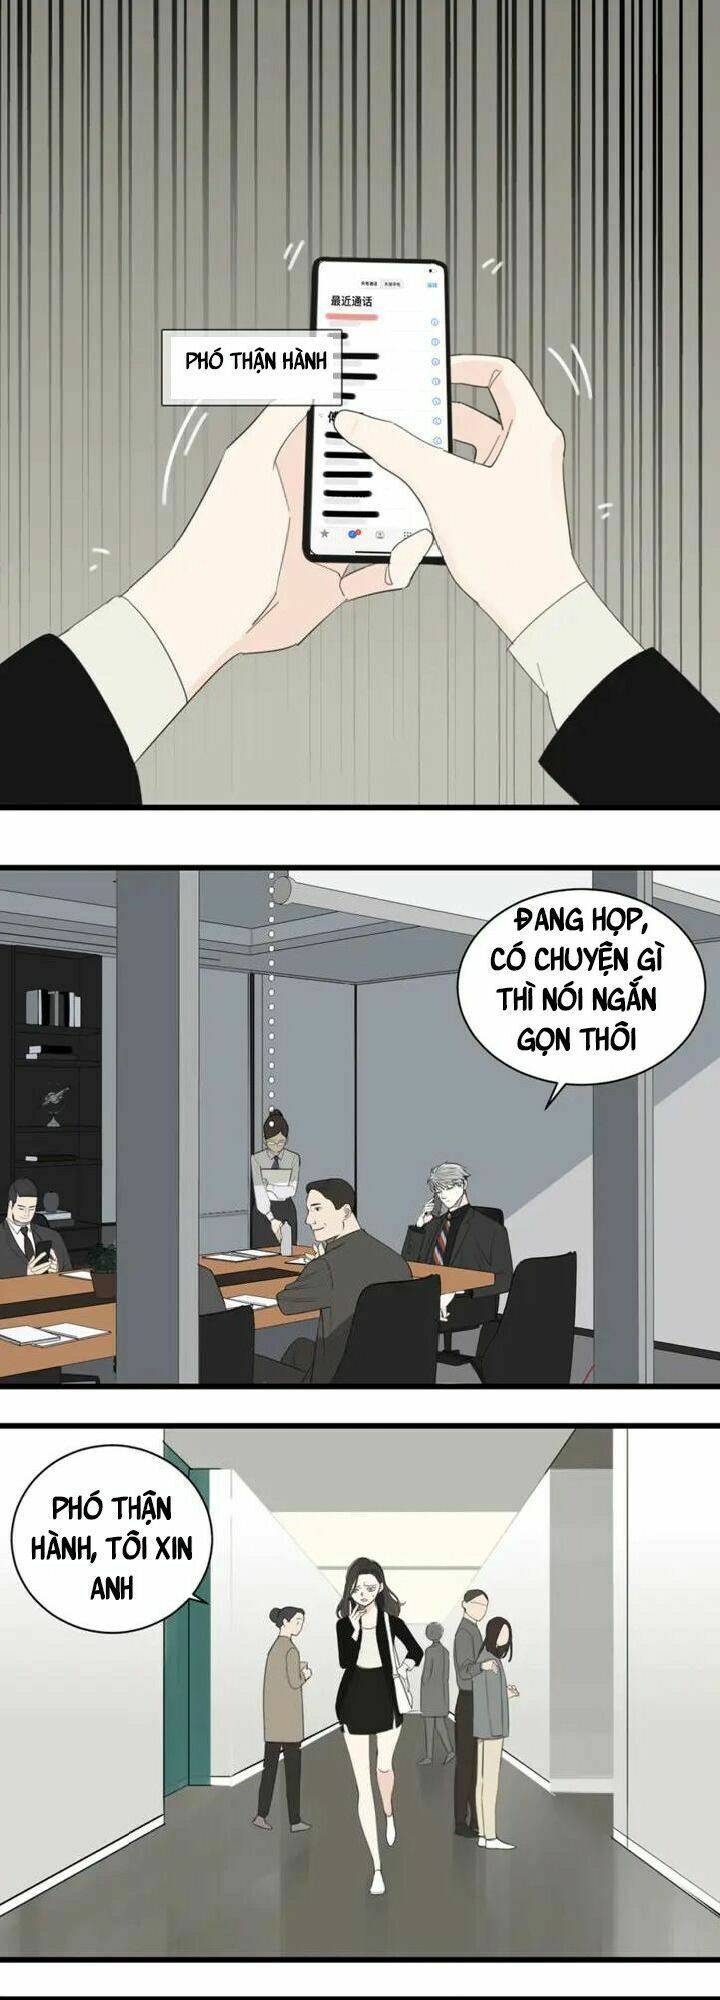 最近通话
PHÓ THẬN HÀNH
ĐANG HỌP,
CÓ CHUYỆN GÌ
THÌ NÓI NGẮN
GỌN THÔI
PHÓ THẬN
HÀNH, TÔI XIN
ANH